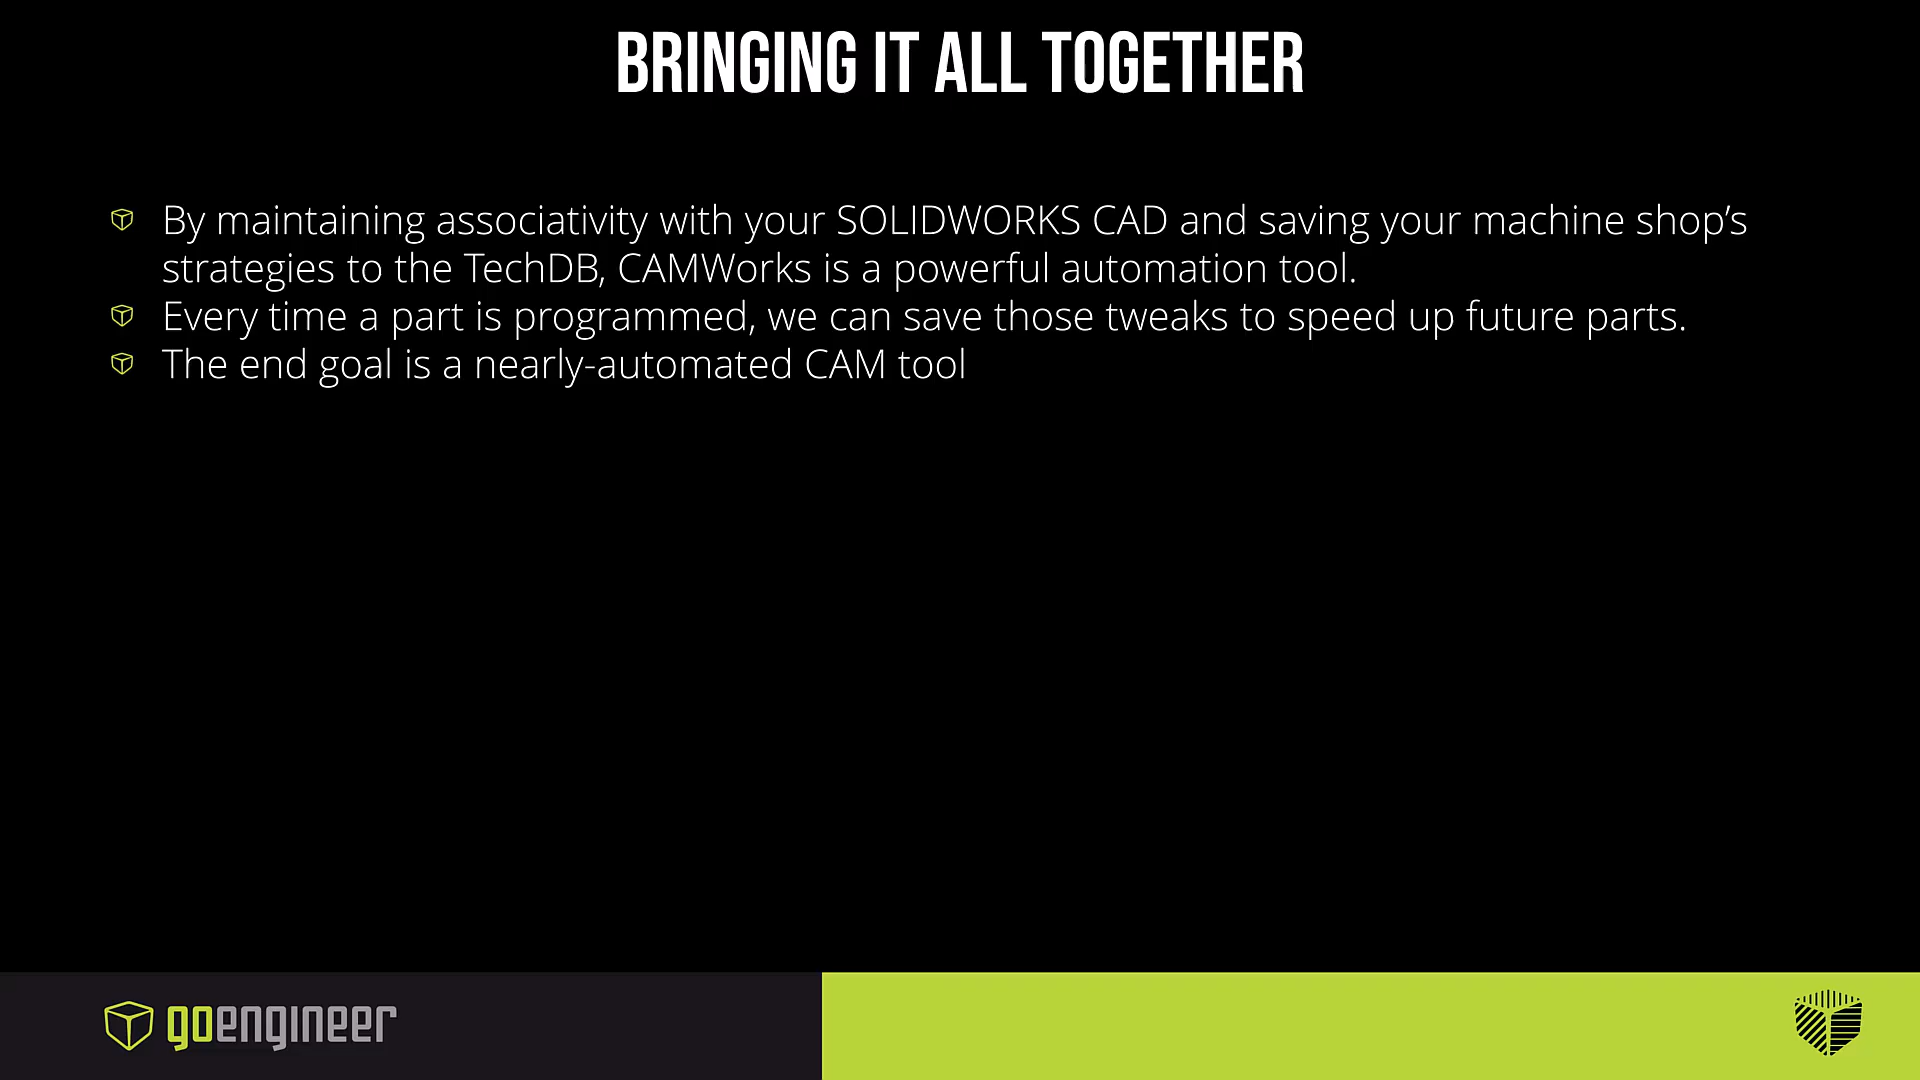 BRINGING IT ALL TOGETHER
By maintaining associativity with your SOLIDWORKS CAD and saving your machine shop’s
strategies to the TechDB, CAMWorks is a powerful automation tool.
Every time a part is programmed, we can save those tweaks to speed up future parts.
The end goal is a nearly-automated CAM tool
goengineer